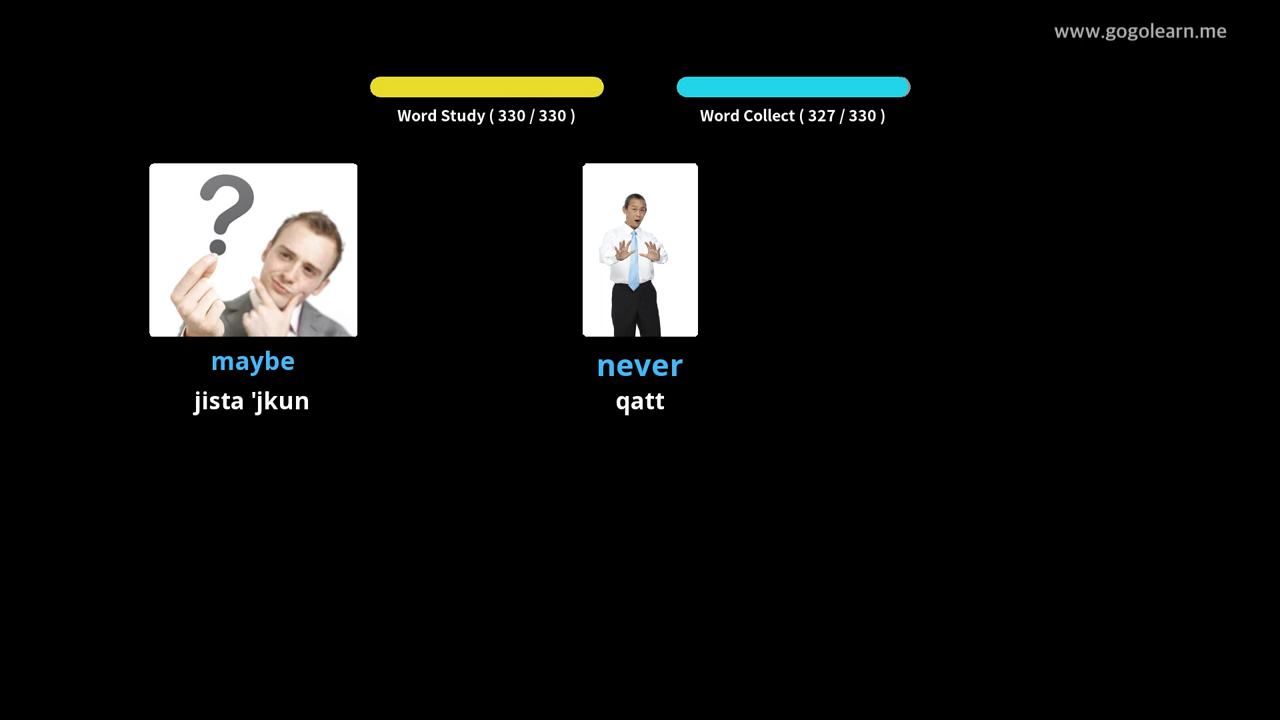 www.gogolearn.me
Word Study ( 330 / 330 )
Word Collect ( 327 / 330 )
?
maybe
jista 'jkun
never
qatt